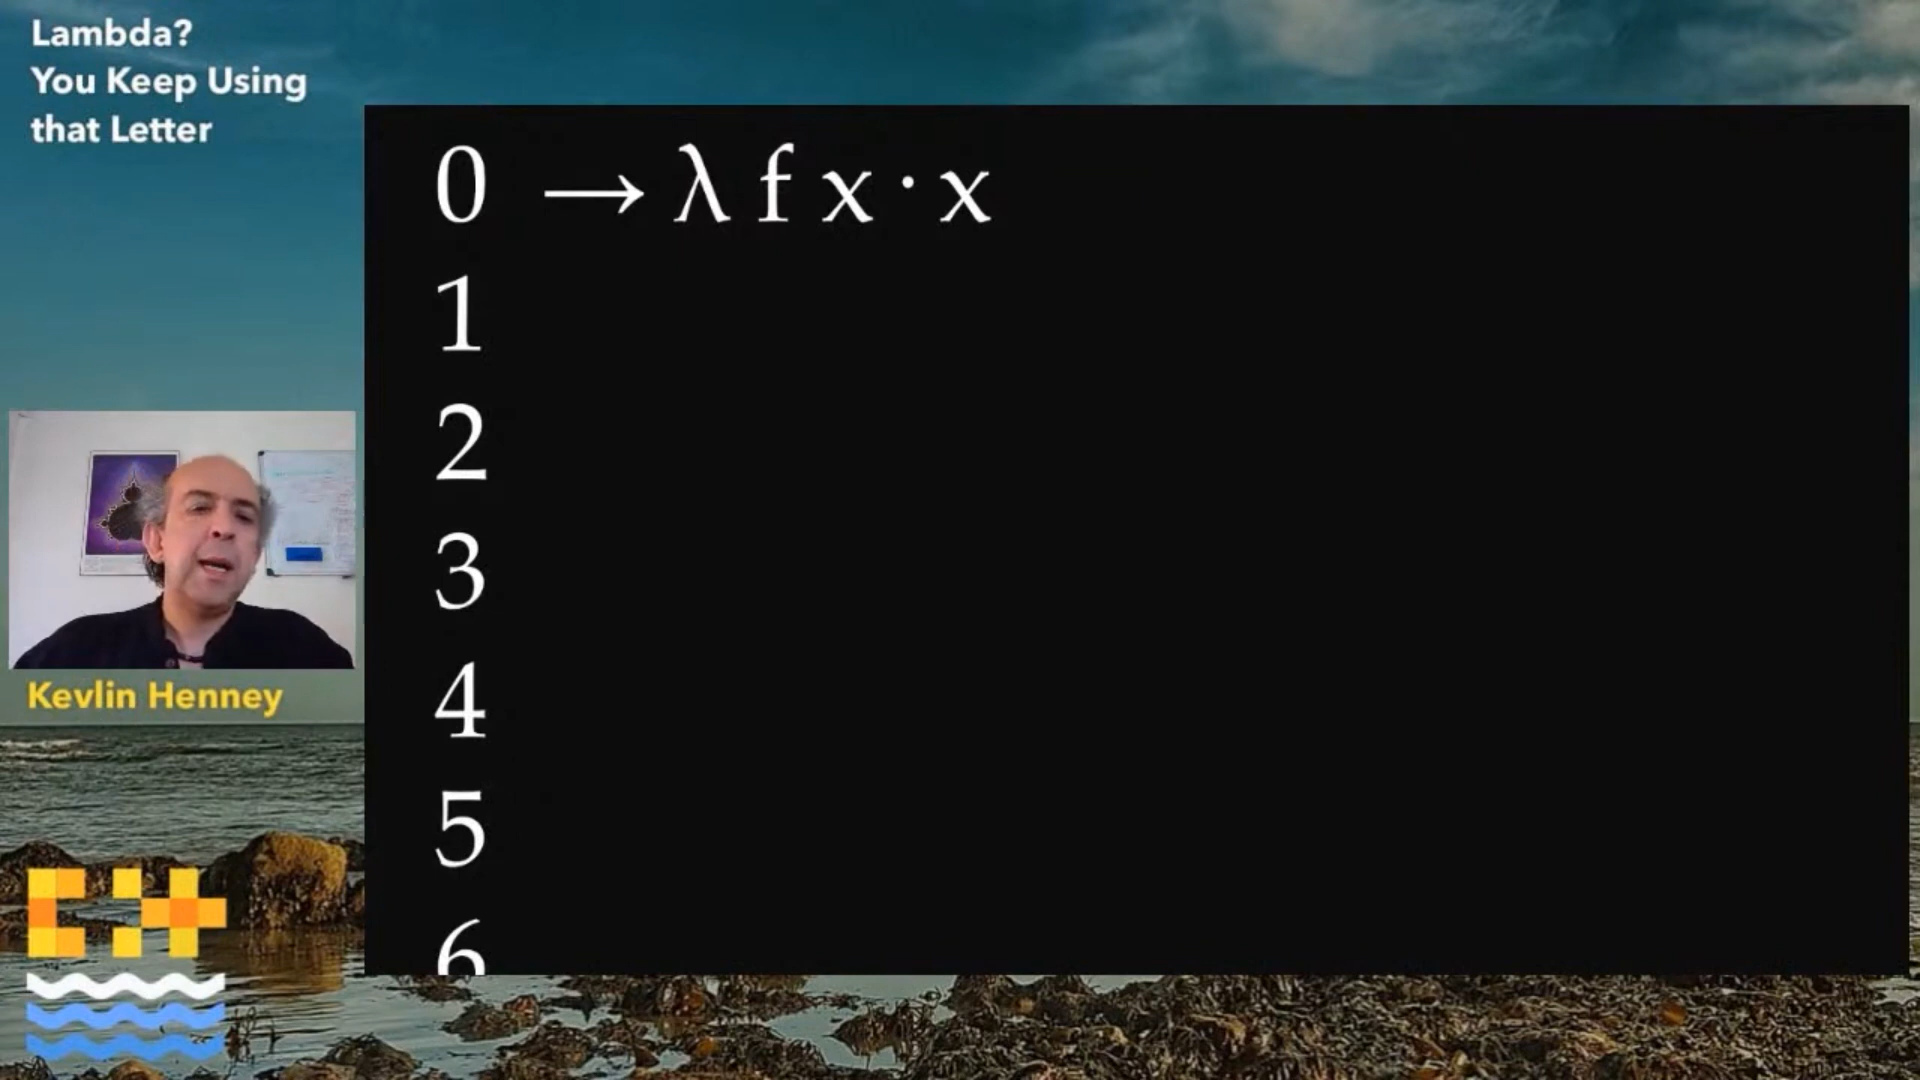 Lambda?
You Keep Using
that Letter
0 → λ f x · x
1
2
3
4
5
6
Kevlin Henney
C++